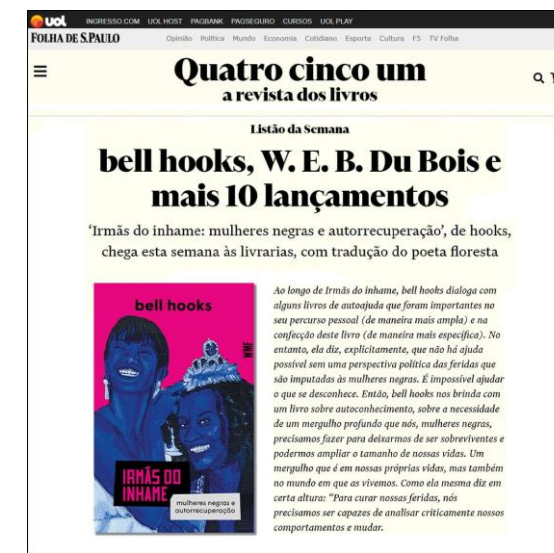 uol INGRESSO.COM UOL HOST PAGBANK PAGSEGURO CURSOS UOL PLAY
FOLHA DE S.PAULO Opinião Política Mundo Economia Cotidiano Esporte Cultura F5 TV Folha
Quatro cinco um
a revista dos livros
Listão da Semana
bell hooks, W. E. B. Du Bois e
mais 10 lançamentos
‘Irmãs do inhame: mulheres negras e autorrecuperação’, de hooks,
chega esta semana às livrarias, com tradução do poeta floresta
bell hooks
WMF
IRMÃS DO
INHAME
mulheres negras e
autorrecuperação
Ao longo de Irmãs do inhame, bell hooks dialoga com
alguns livros de autoajuda que foram importantes no
seu percurso pessoal (de maneira mais ampla) e na
confecção deste livro (de maneira mais específica). No
entanto, ela diz, explicitamente, que não há ajuda
possível sem uma perspectiva política das feridas que
são imputadas às mulheres negras. É impossível ajudar
o que se desconhece. Então, bell hooks nos brinda com
um livro sobre autoconhecimento, sobre a necessidade
de um mergulho profundo que nós, mulheres negras,
precisamos fazer para deixarmos de ser sobreviventes e
podermos ampliar o tamanho de nossas vidas. Um
mergulho que é em nossas próprias vidas, mas também
no mundo em que as vivemos. Como ela mesma diz em
certa altura: “Para curar nossas feridas, nós
precisamos ser capazes de analisar criticamente nossos
comportamentos e mudar.